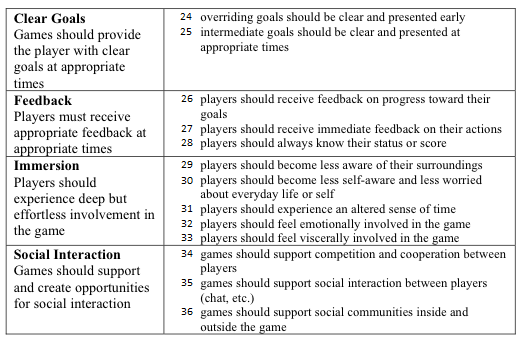 Clear Goals
Games should provide
the player with clear
goals at appropriate
times
24 overriding goals should be clear and presented early
25 intermediate goals should be clear and presented at
appropriate times
Feedback
Players must receive
appropriate feedback at
appropriate times
26 players should receive feedback on progress toward their
goals
27 players should receive immediate feedback on their actions
28 players should always know their status or score
Immersion
Players should
experience deep but
effortless involvement in
the game
29 players should become less aware of their surroundings
30 players should become less self-aware and less worried
about everyday life or self
31 players should experience an altered sense of time
32 players should feel emotionally involved in the game
33 players should feel viscerally involved in the game
Social Interaction
Games should support
and create opportunities
for social interaction
34 games should support competition and cooperation between
players
35 games should support social interaction between players
(chat, etc.)
36 games should support social communities inside and
outside the game